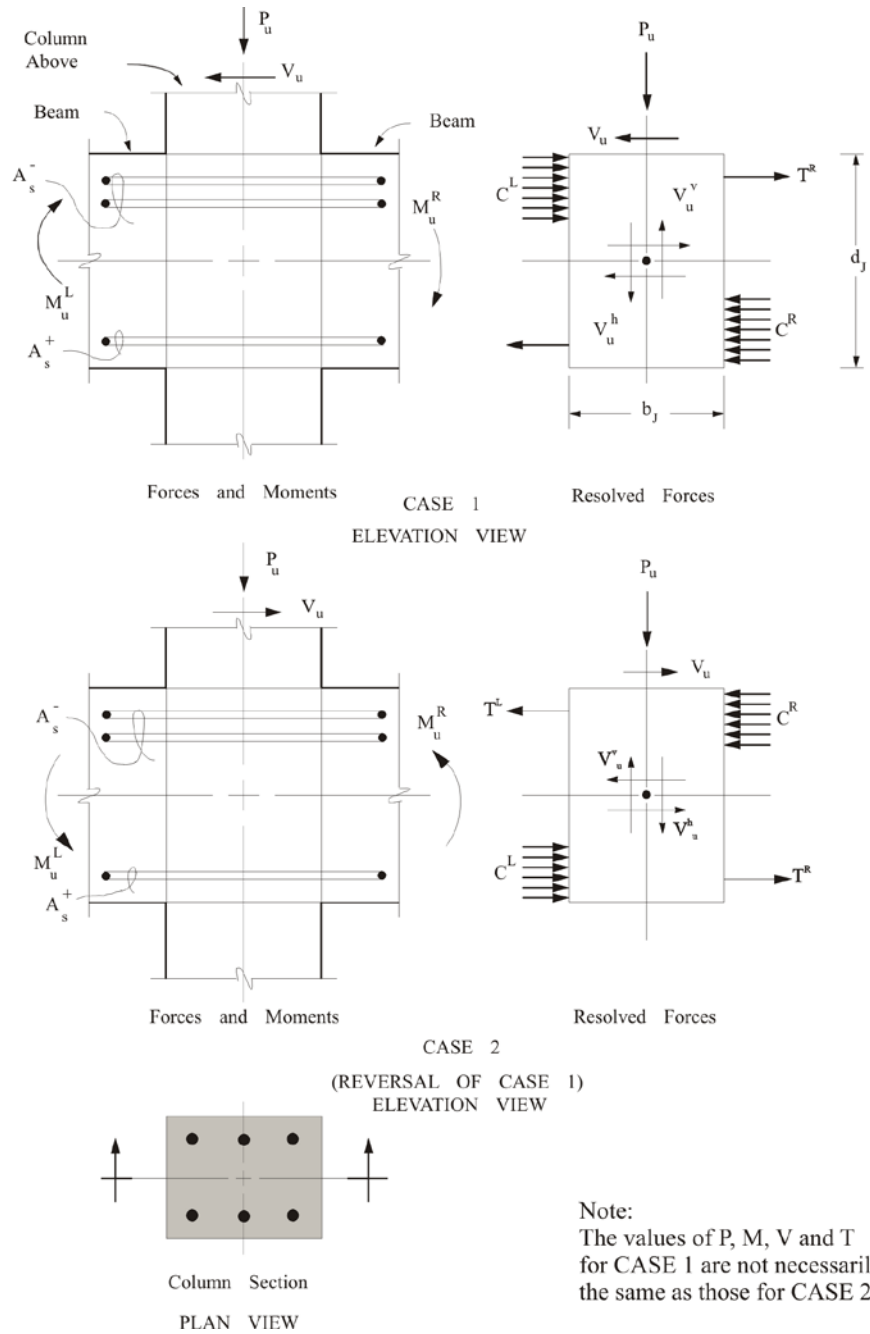 P_u
Column
Above
V_u
Beam
Beam
A_s^-
M_u^R
M_u^L
A_s^+
Forces and Moments
P_u
V_u
C^L
T^R
V_u^v
d_J
V_u^h
C^R
b_J
Resolved Forces
CASE 1
ELEVATION VIEW
P_u
V_u
A_s^-
M_u^R
M_u^L
A_s^+
Forces and Moments
P_u
V_u
T^L
C^R
V_u^v
V_u^h
C^L
T^R
Resolved Forces
CASE 2
(REVERSAL OF CASE 1)
ELEVATION VIEW
Column Section
PLAN VIEW
Note:
The values of P, M, V and T
for CASE 1 are not necessaril
the same as those for CASE 2